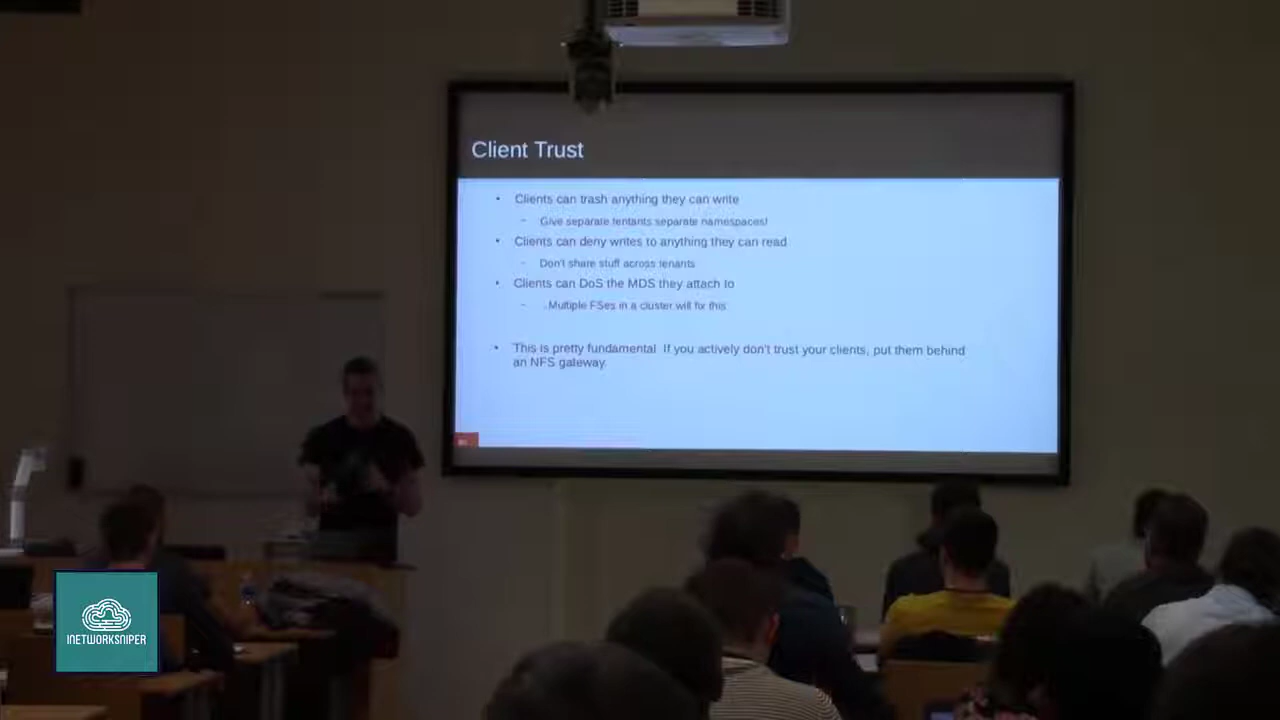 Client Trust
• Clients can trash anything they can write
– Give separate tentants separate namespaces!
• Clients can deny writes to anything they can read
– Don't share stuff across tenants
• Clients can DoS the MDS they attach to
– Multiple FSes in a cluster will fix this
• This is pretty fundamental. If you actively don't trust your clients, put them behind
an NFS gateway.
INETWORKSNIPER